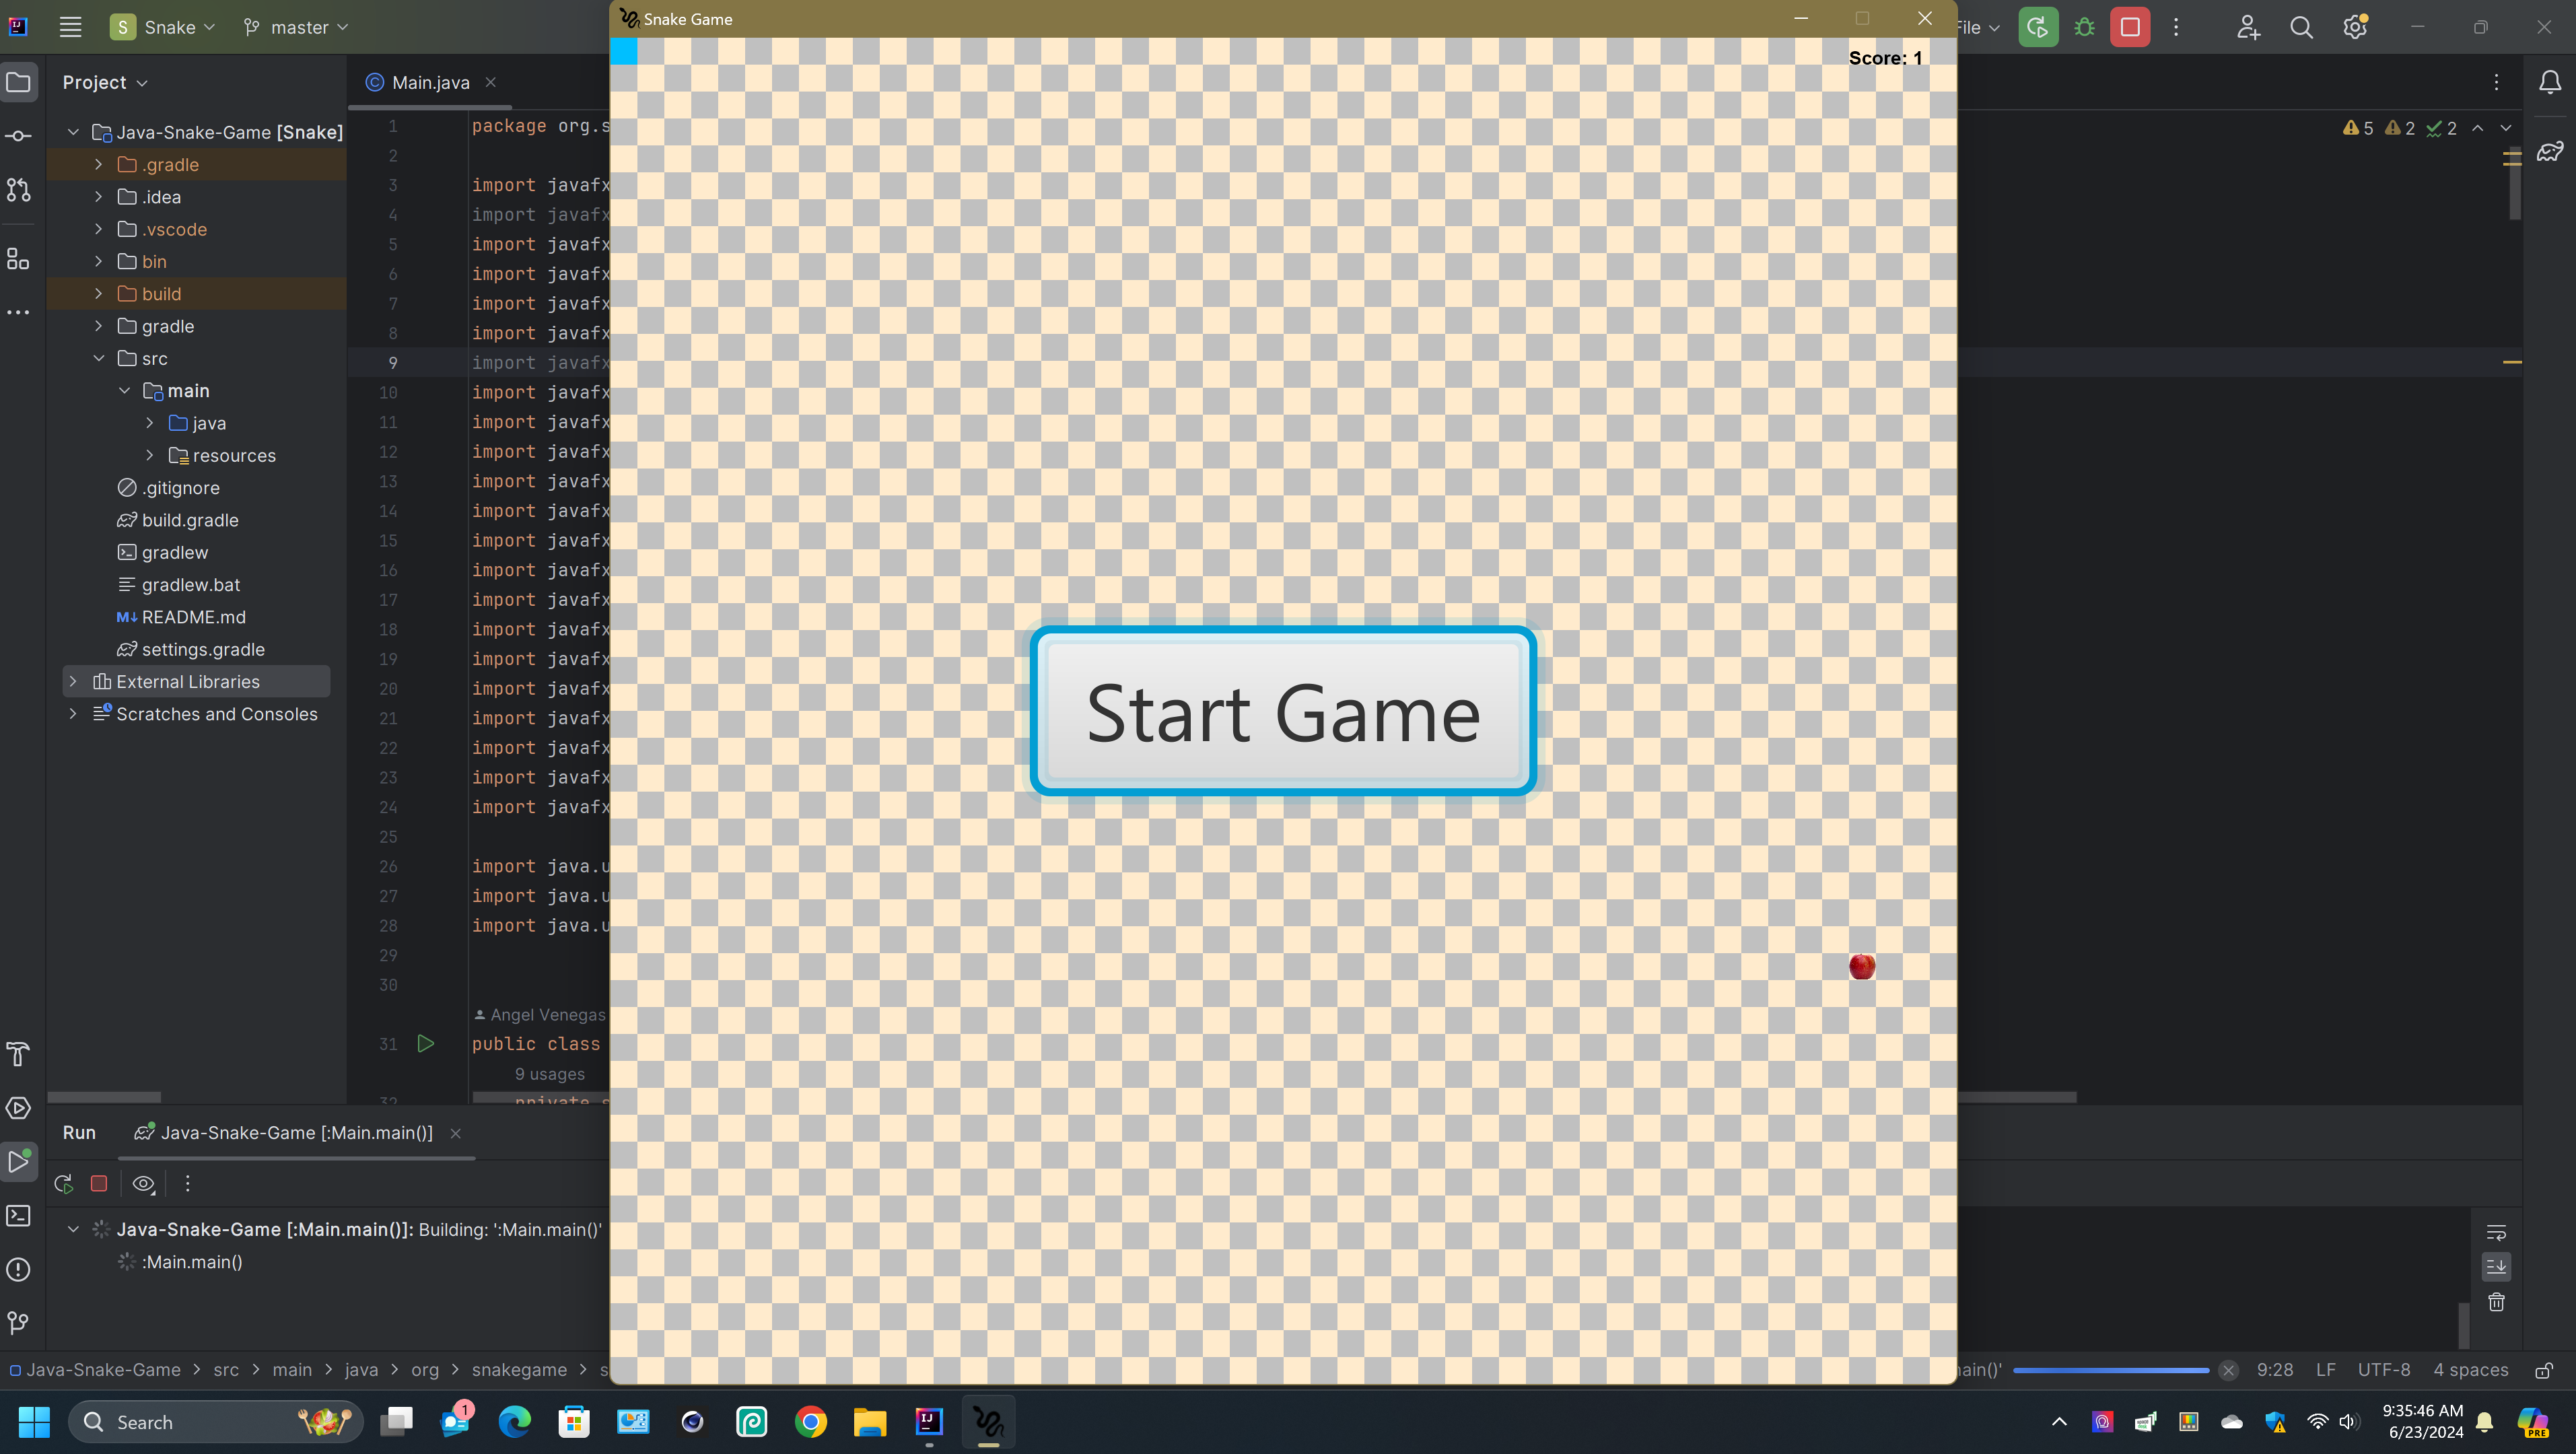 S Snake master
Snake Game
File
Project
Main.java
Score: 1
Java-Snake-Game [Snake]
.gradle
.idea
.vscode
bin
build
gradle
src
main
java
resources
.gitignore
build.gradle
gradlew
gradlew.bat
M↓ README.md
settings.gradle
External Libraries
Scratches and Consoles
5 2 2
1 package org.s
2
3 import javafx
4 import javafx
5 import javafx
6 import javafx
7 import javafx
8 import javafx
9 import javafx
10 import javafx
11 import javafx
12 import javafx
13 import javafx
14 import javafx
15 import javafx
16 import javafx
17 import javafx
18 import javafx
19 import javafx
20 import javafx
21 import javafx
22 import javafx
23 import javafx
24 import javafx
25
26 import java.u
27 import java.u
28 import java.u
29
30
Angel Venegas
31 public class
9 usages
32 private s
Start Game
Run Java-Snake-Game [:Main.main()]
Java-Snake-Game [:Main.main()]: Building: ':Main.main()'
:Main.main()
Java-Snake-Game > src > main > java > org > snakegame > s
ain()' 9:28 LF UTF-8 4 spaces
Search
1
IJ
9:35:46 AM
6/23/2024
PRE